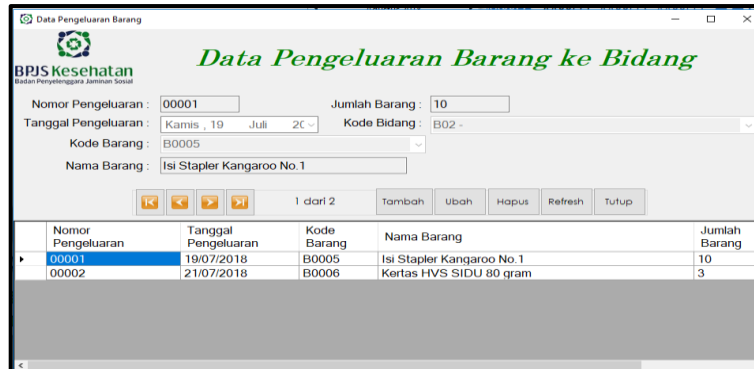 Data Pengeluaran Barang
BPJS Kesehatan
Badan Penyelenggara Jaminan Sosial
Data Pengeluaran Barang ke Bidang
Nomor Pengeluaran : 00001 Jumlah Barang : 10
Tanggal Pengeluaran : Kamis , 19 Juli 20 Kode Bidang : B02 -
Kode Barang : B0005
Nama Barang : Isi Stapler Kangaroo No.1
1 dari 2 Tambah Ubah Hapus Refresh Tutup
Nomor Pengeluaran Tanggal Pengeluaran Kode Barang Nama Barang Jumlah Barang
00001 19/07/2018 B0005 Isi Stapler Kangaroo No.1 10
00002 21/07/2018 B0006 Kertas HVS SIDU 80 gram 3